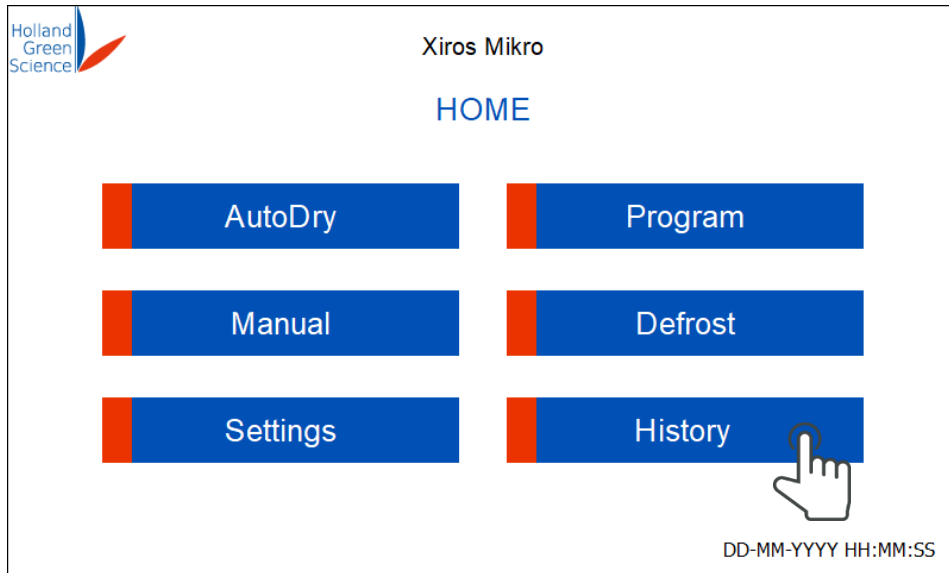 Holland
Green
Science
Xiros Mikro
HOME
AutoDry
Program
Manual
Defrost
Settings
History
DD-MM-YYYY HH:MM:SS